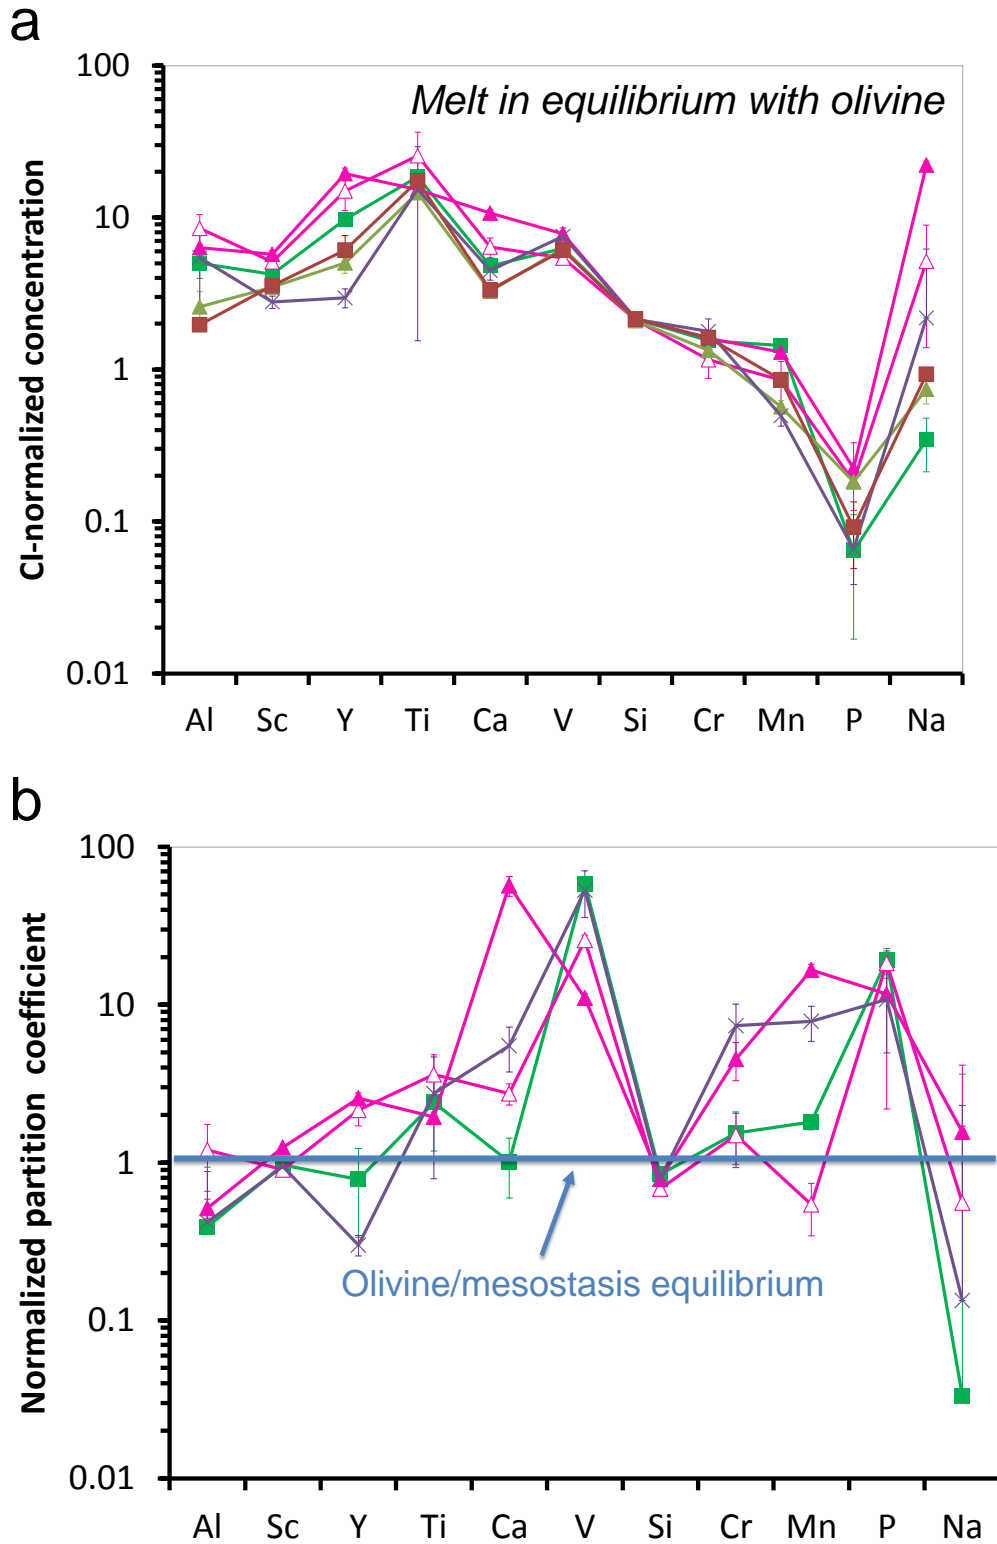 a
100
Melt in equilibrium with olivine
10
1
0.1
0.01
CI-normalized concentration
Al Sc Y Ti Ca V Si Cr Mn P Na
b
100
10
1
0.1
0.01
Normalized partition coefficient
Olivine/mesostasis equilibrium
Al Sc Y Ti Ca V Si Cr Mn P Na